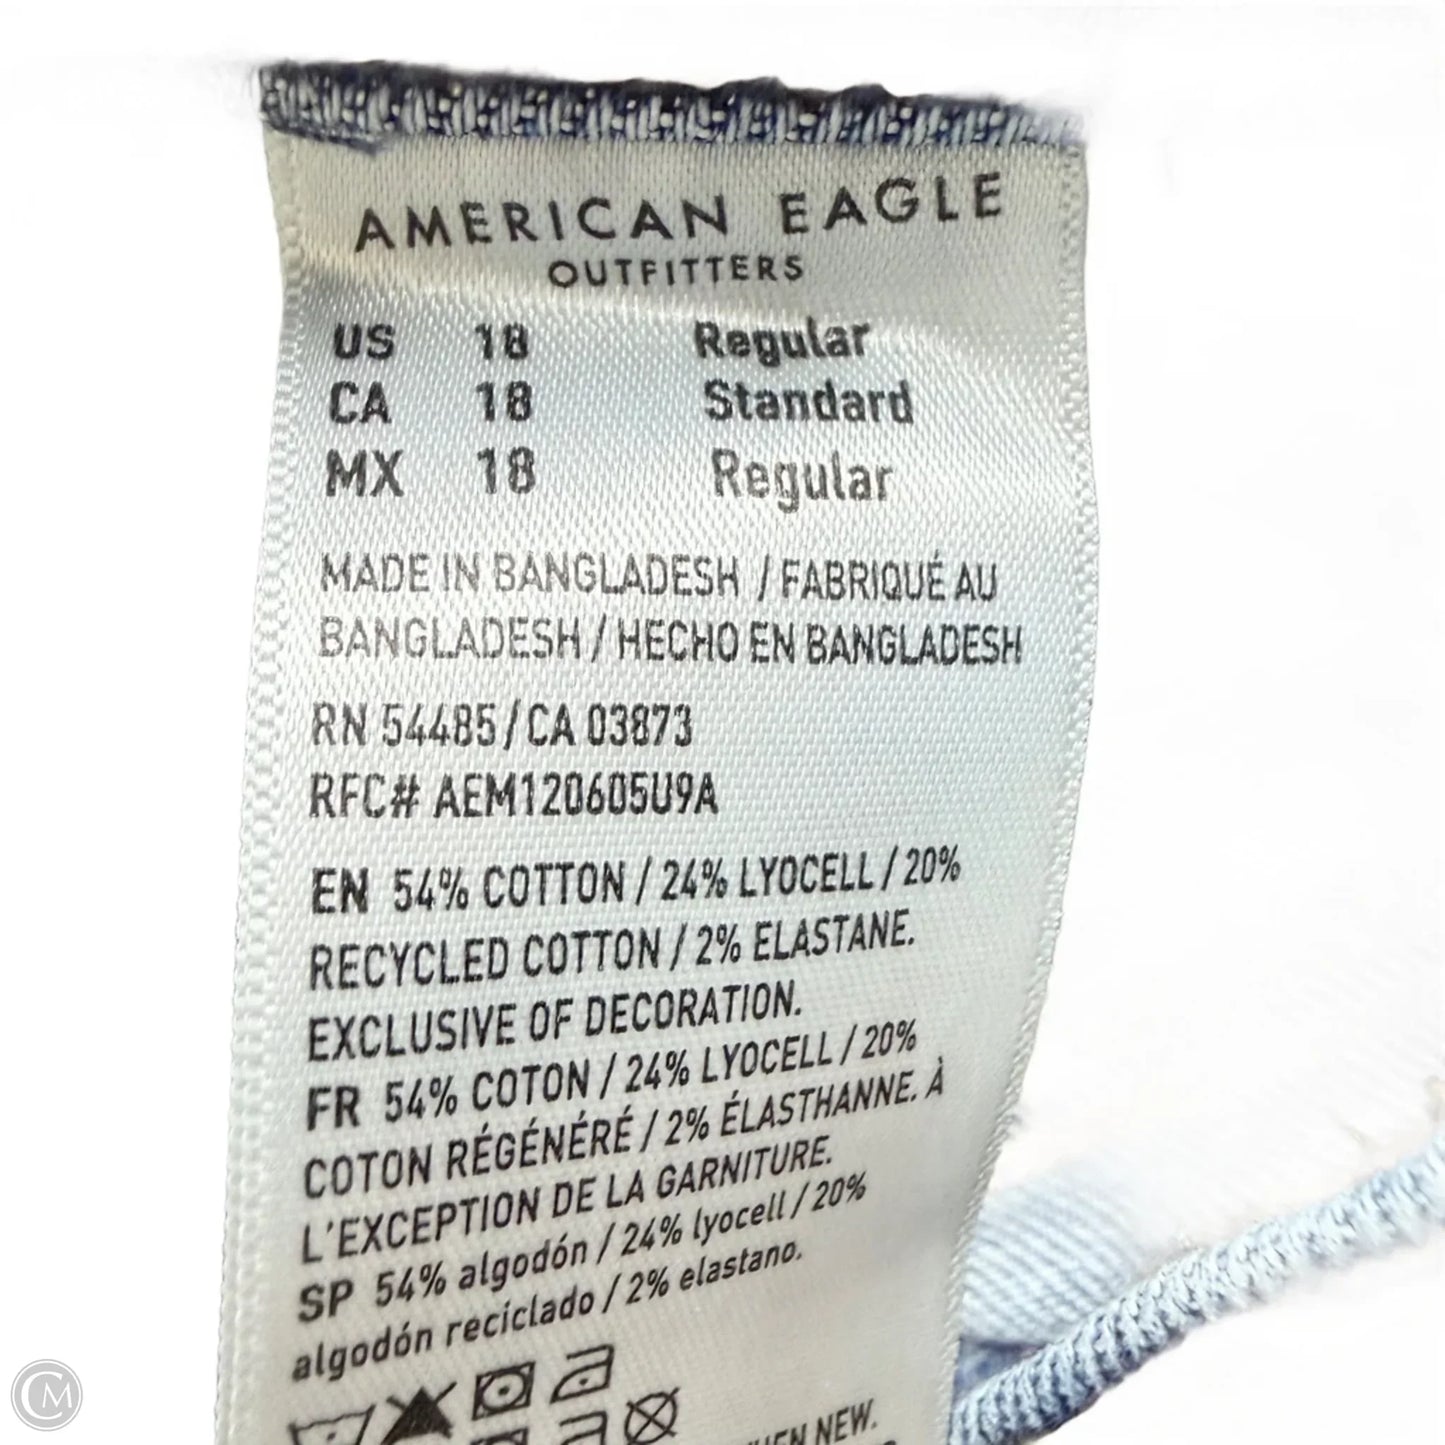 AMERICAN EAGLE
OUTFITTERS
US 18 Regular
CA 18 Standard
MX 18 Regular
MADE IN BANGLADESH / FABRIQUÉ AU
BANGLADESH / HECHO EN BANGLADESH
RN 54485 / CA 03873
RFC# AEM120605U9A
EN 54% COTTON / 24% LYOCELL / 20%
RECYCLED COTTON / 2% ELASTANE.
EXCLUSIVE OF DECORATION.
FR 54% COTON / 24% LYOCELL / 20%
COTON RÉGÉNÉRÉ / 2% ÉLASTHANNE. À
L'EXCEPTION DE LA GARNITURE.
SP 54% algodón / 24% lyocell / 20%
algodón reciclado / 2% elastano.
NEW.
CM